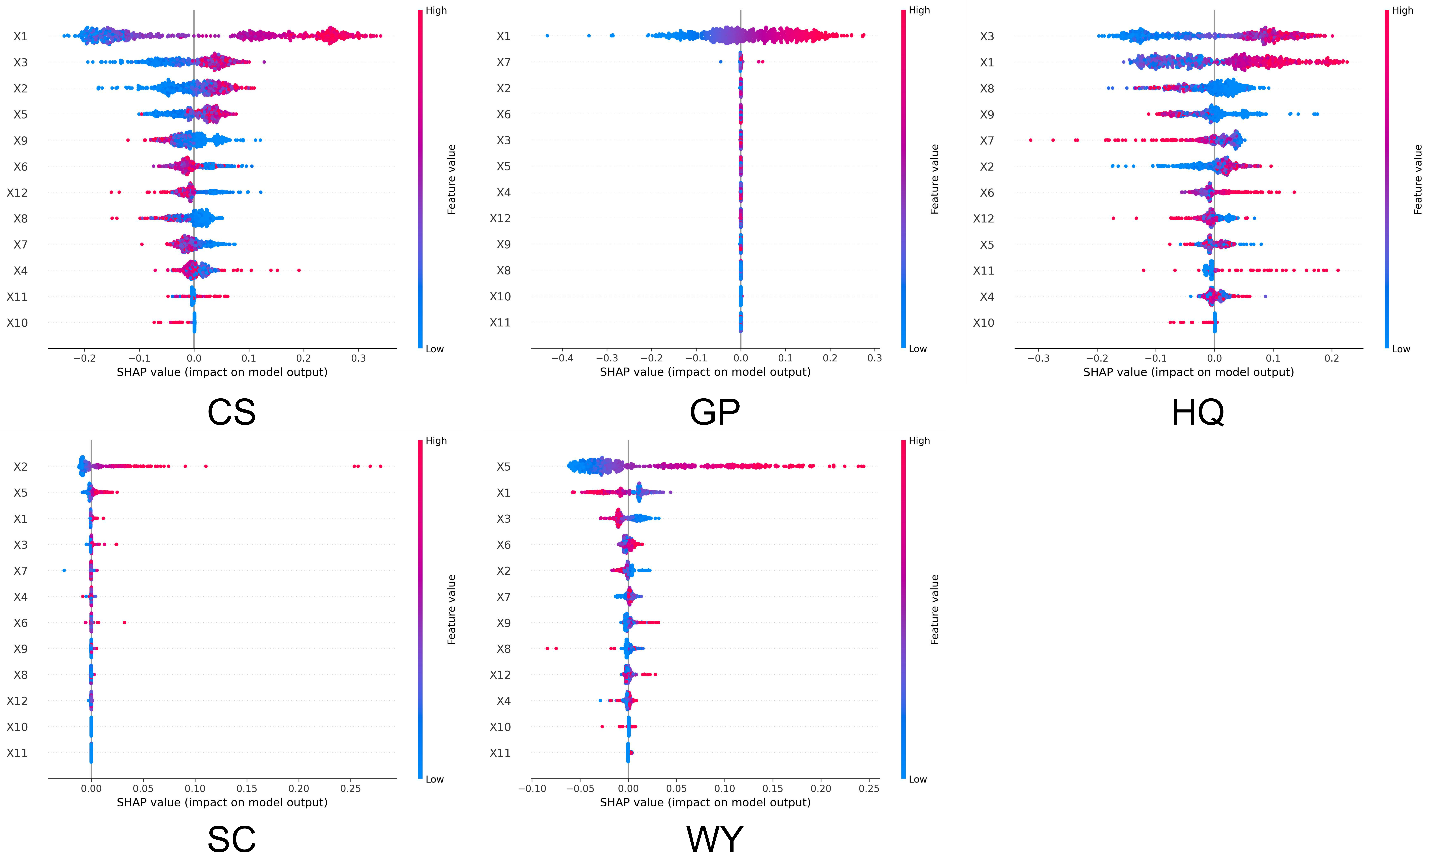 High
X1
X3
X2
X5
X9
X6
X12
X8
X7
X4
X11
X10
Feature value
Low
−0.2 −0.1 0.0 0.1 0.2 0.3
SHAP value (impact on model output)
CS
High
X1
X7
X2
X6
X3
X5
X4
X12
X9
X8
X10
X11
Feature value
Low
−0.4 −0.3 −0.2 −0.1 0.0 0.1 0.2 0.3
SHAP value (impact on model output)
GP
High
X3
X1
X8
X9
X7
X2
X6
X12
X5
X11
X4
X10
Feature value
Low
−0.3 −0.2 −0.1 0.0 0.1 0.2
SHAP value (impact on model output)
HQ
High
X2
X5
X1
X3
X7
X4
X6
X9
X8
X12
X10
X11
Feature value
Low
0.00 0.05 0.10 0.15 0.20 0.25
SHAP value (impact on model output)
SC
High
X5
X1
X3
X6
X2
X7
X9
X8
X12
X4
X10
X11
Feature value
Low
−0.10 −0.05 0.00 0.05 0.10 0.15 0.20 0.25
SHAP value (impact on model output)
WY